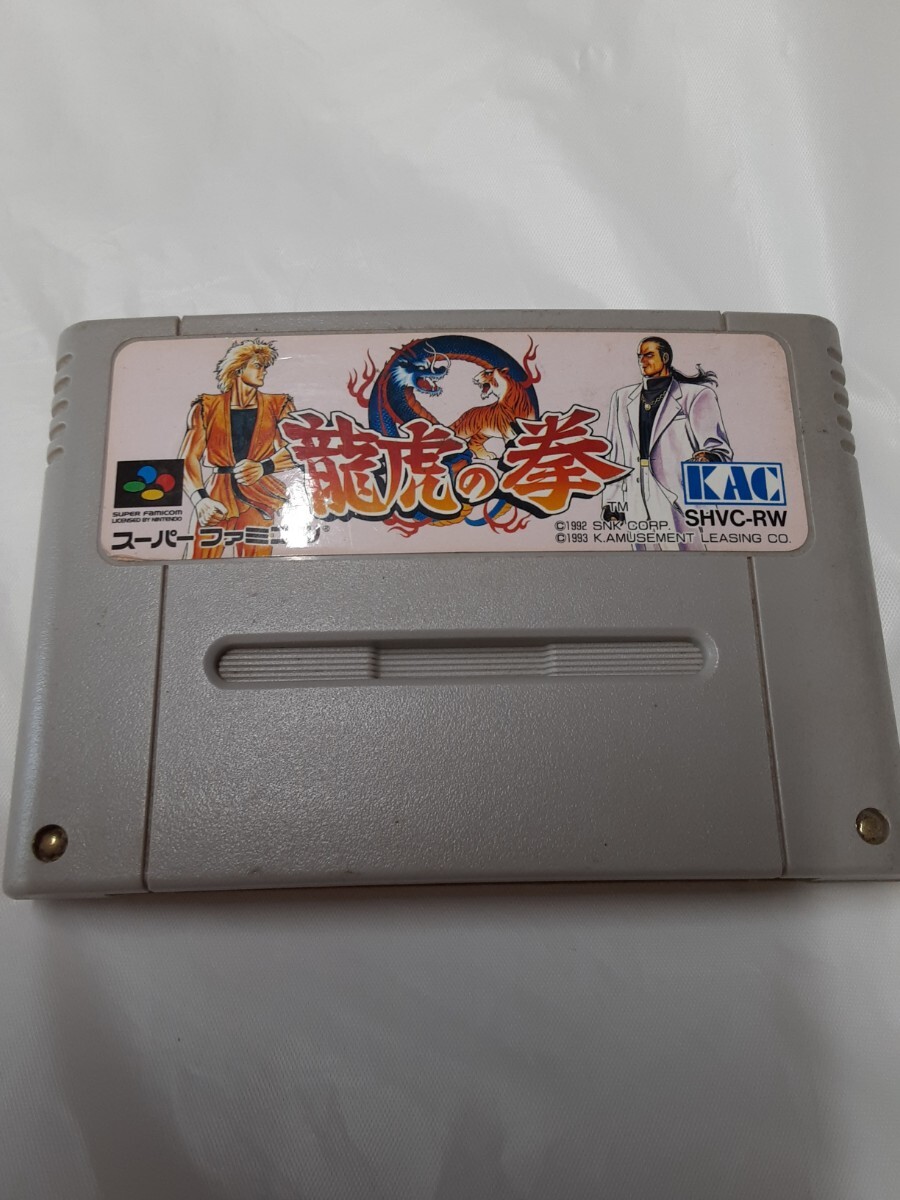 龍虎の拳
TM
KAC
SHVC-RW
SUPER FAMICOM
LICENSED BY NINTENDO
スーパーファミコン®
©1992 SNK CORP.
©1993 K.AMUSEMENT LEASING CO.